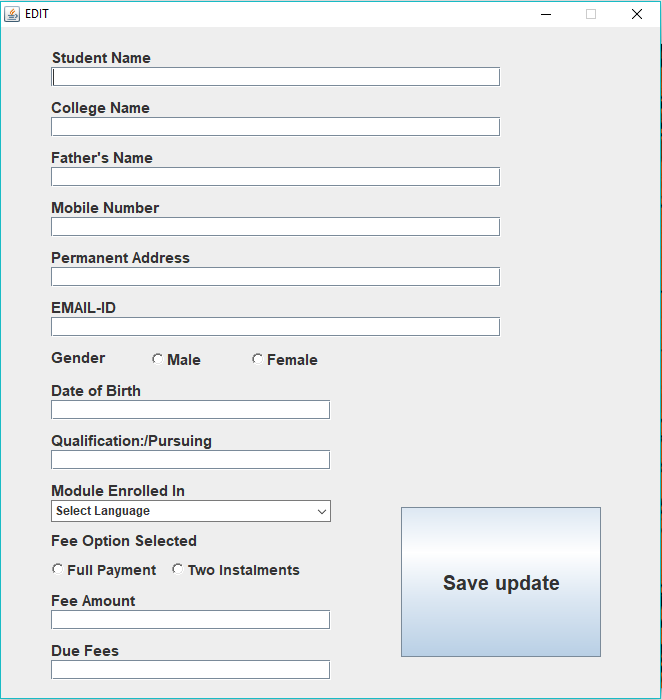 EDIT
Student Name
College Name
Father's Name
Mobile Number
Permanent Address
EMAIL-ID
Gender Male Female
Date of Birth
Qualification:/Pursuing
Module Enrolled In
Select Language
Fee Option Selected
Full Payment Two Instalments
Fee Amount
Due Fees
Save update